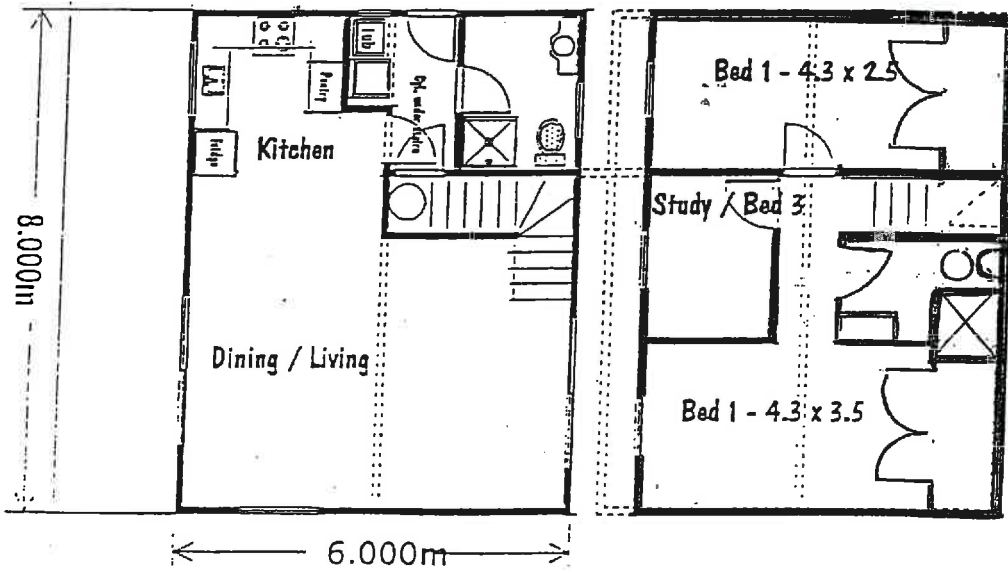 Tub
Bed 1 - 4.3 x 2.5
Pantry
Fridge
Kitchen
Study / Bed 3
8.000m
Dining / Living
Bed 1 - 4.3 x 3.5
6.000m